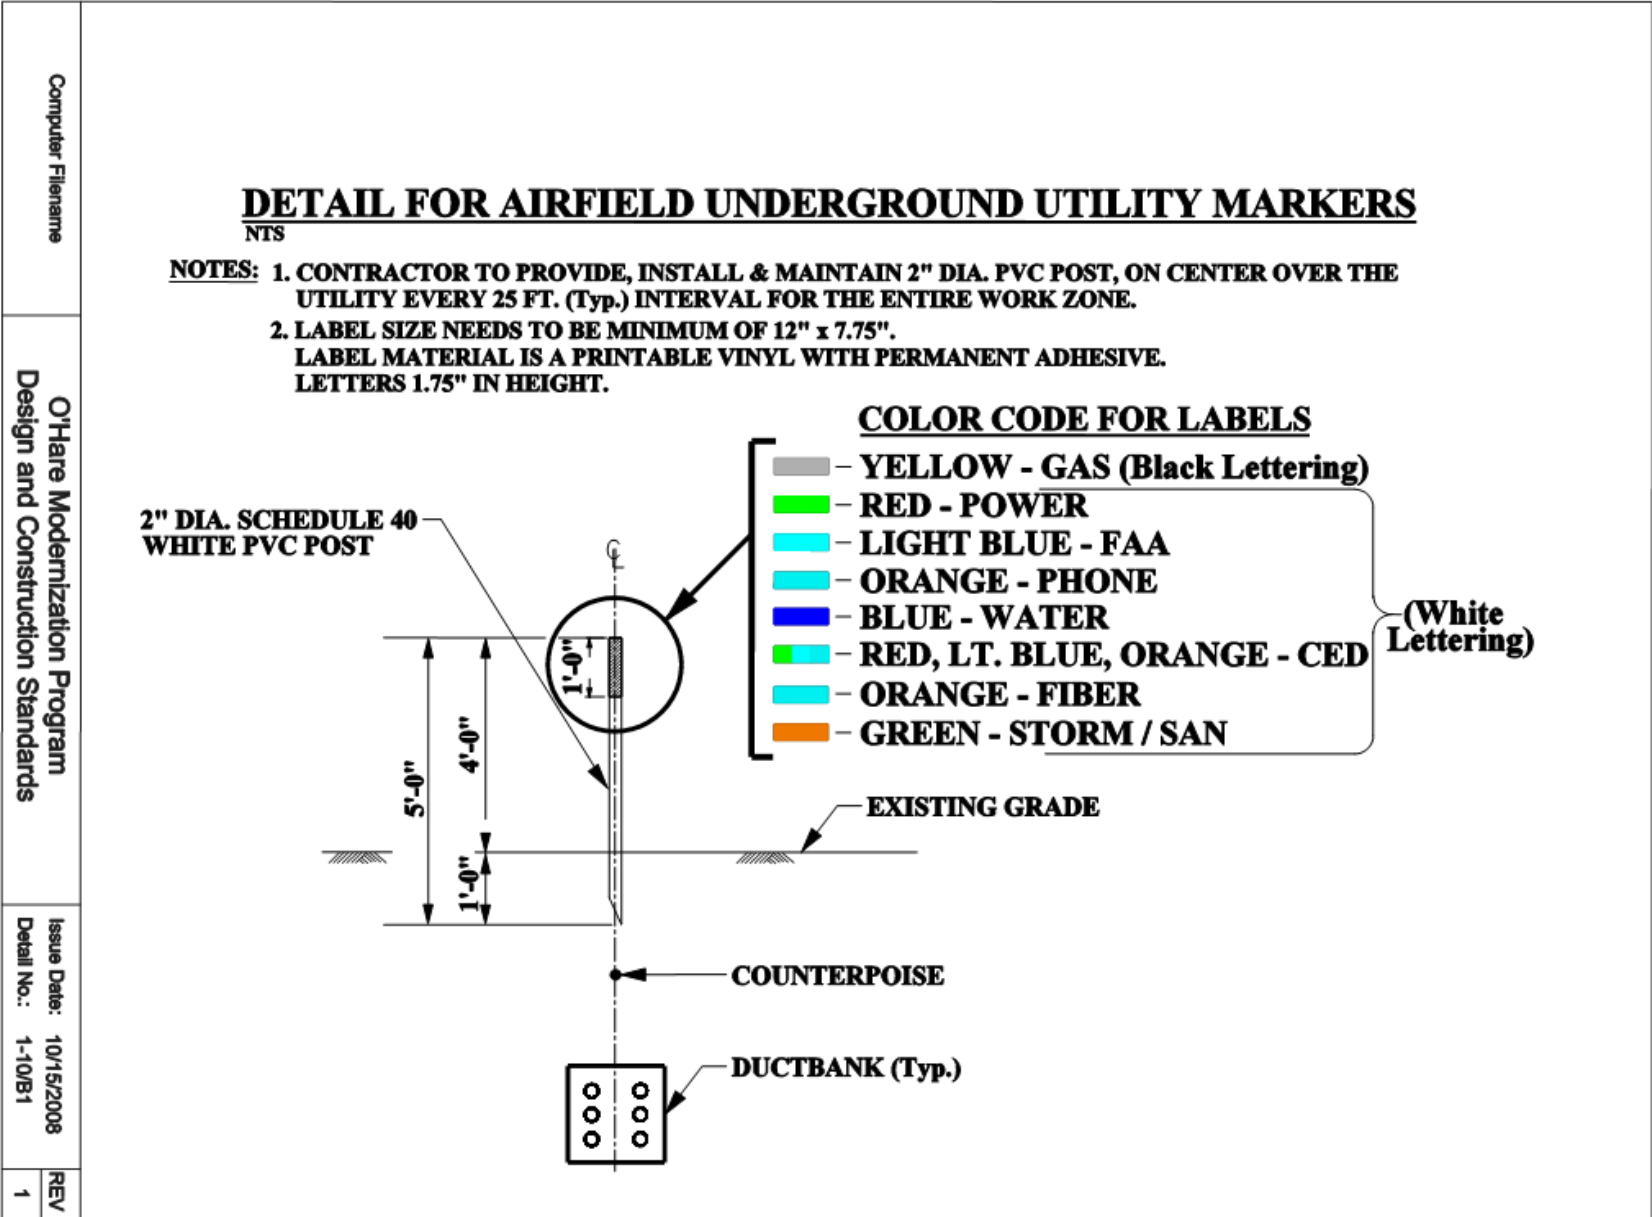 Computer Filename
O'Hare Modernization Program
Design and Construction Standards
Issue Date: 10/15/2008
Detail No.: 1-10/B1
REV
1
DETAIL FOR AIRFIELD UNDERGROUND UTILITY MARKERS
NTS
NOTES: 1. CONTRACTOR TO PROVIDE, INSTALL & MAINTAIN 2" DIA. PVC POST, ON CENTER OVER THE
UTILITY EVERY 25 FT. (Typ.) INTERVAL FOR THE ENTIRE WORK ZONE.
2. LABEL SIZE NEEDS TO BE MINIMUM OF 12" x 7.75".
LABEL MATERIAL IS A PRINTABLE VINYL WITH PERMANENT ADHESIVE.
LETTERS 1.75" IN HEIGHT.
COLOR CODE FOR LABELS
YELLOW - GAS (Black Lettering)
RED - POWER
LIGHT BLUE - FAA
ORANGE - PHONE
BLUE - WATER
RED, LT. BLUE, ORANGE - CED
ORANGE - FIBER
GREEN - STORM / SAN
(White
Lettering)
2" DIA. SCHEDULE 40
WHITE PVC POST
CL
1'-0"
4'-0"
5'-0"
1'-0"
EXISTING GRADE
COUNTERPOISE
DUCTBANK (Typ.)